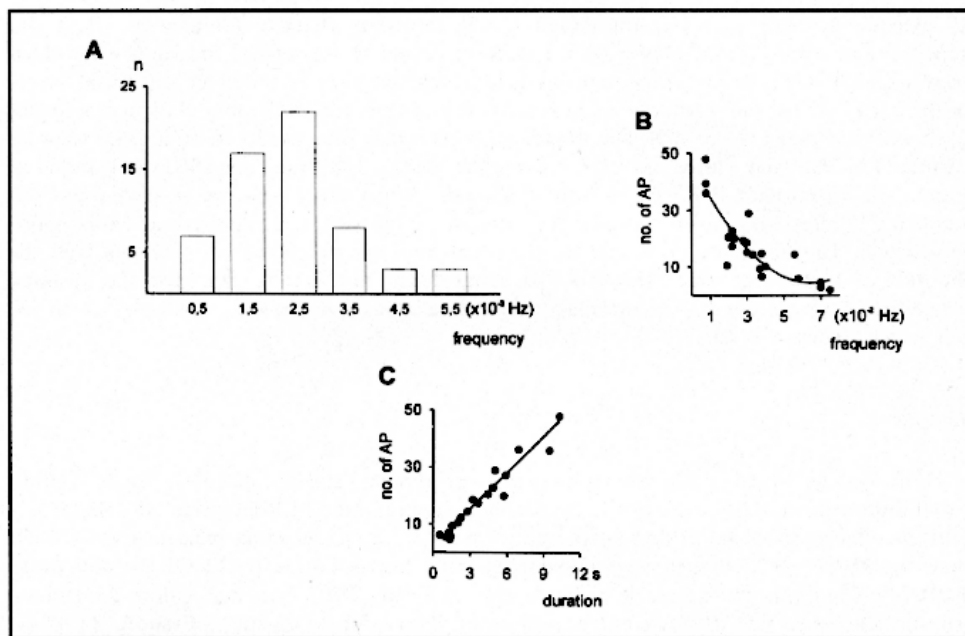 A
n
25
15
5
0,5 1,5 2,5 3,5 4,5 5,5 (x10⁻² Hz)
frequency
B
no. of AP
50
30
10
1 3 5 7 (x10⁻² Hz)
frequency
C
no. of AP
50
30
10
0 3 6 9 12 s
duration